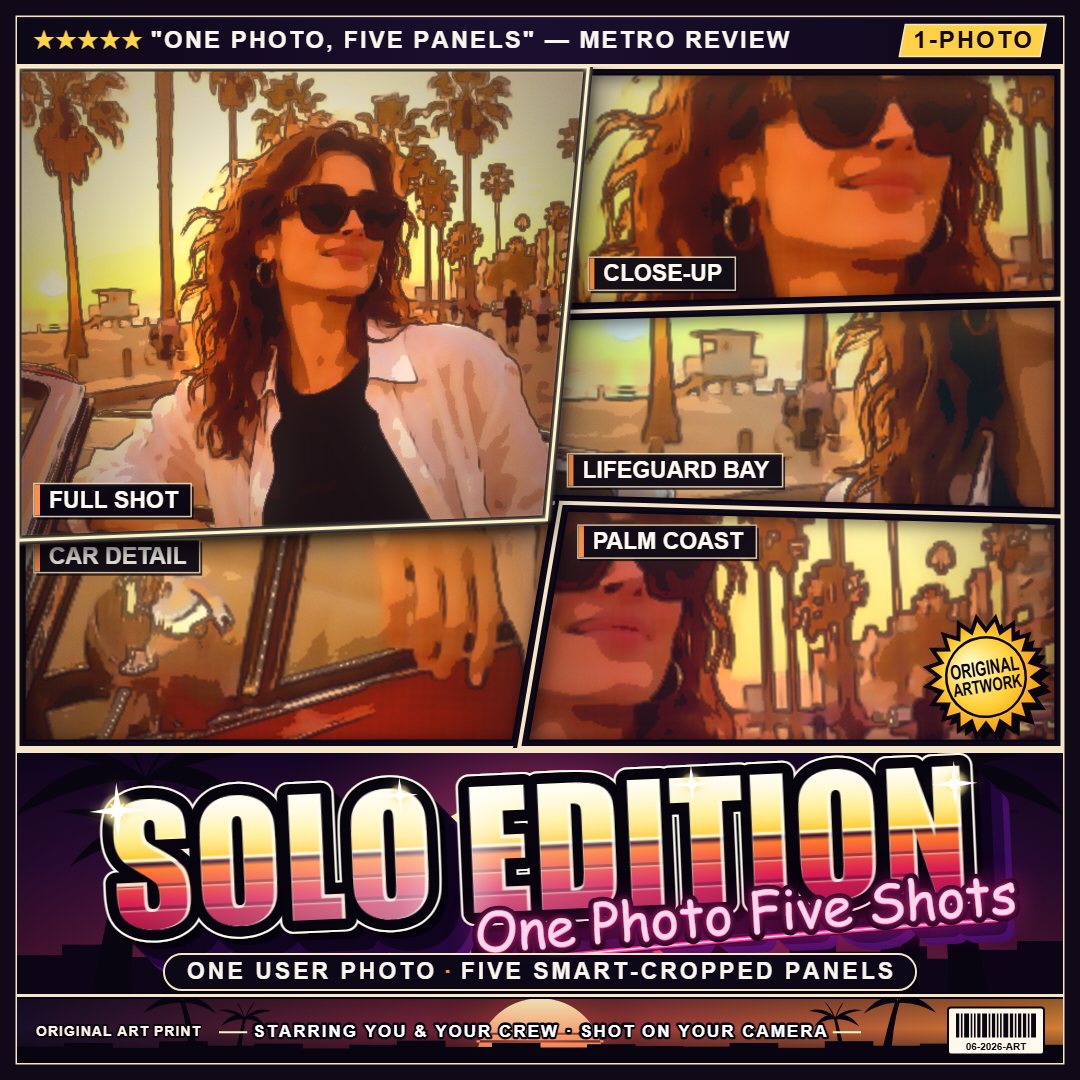 ★★★★★ "ONE PHOTO, FIVE PANELS" — METRO REVIEW
1-PHOTO
FULL SHOT
CLOSE-UP
LIFEGUARD BAY
CAR DETAIL
PALM COAST
ORIGINAL
ARTWORK
SOLO EDITION
One Photo Five Shots
ONE USER PHOTO · FIVE SMART-CROPPED PANELS
ORIGINAL ART PRINT — STARRING YOU & YOUR CREW · SHOT ON YOUR CAMERA —
06-2026-ART